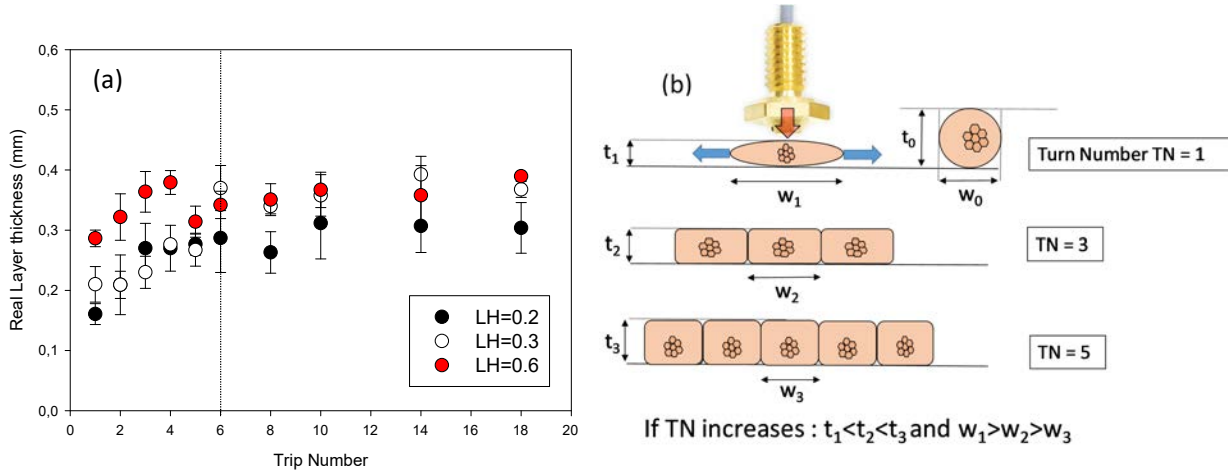 (a)
Real Layer thickness (mm)
0,6
0,5
0,4
0,3
0,2
0,1
0,0
0 2 4 6 8 10 12 14 16 18 20
Trip Number
LH=0.2
LH=0.3
LH=0.6
(b)
t₁
w₁
t₀
w₀
Turn Number TN = 1
t₂
w₂
TN = 3
t₃
w₃
TN = 5
If TN increases : t₁<t₂<t₃ and w₁>w₂>w₃